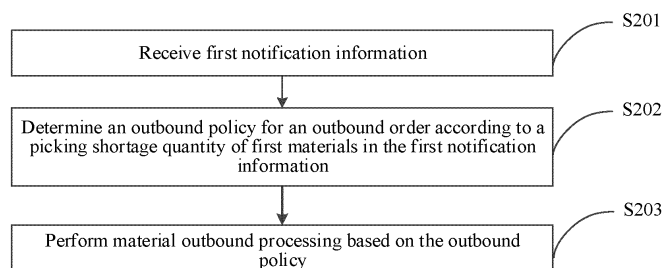 S201
Receive first notification information
S202
Determine an outbound policy for an outbound order according to a
picking shortage quantity of first materials in the first notification
information
S203
Perform material outbound processing based on the outbound
policy